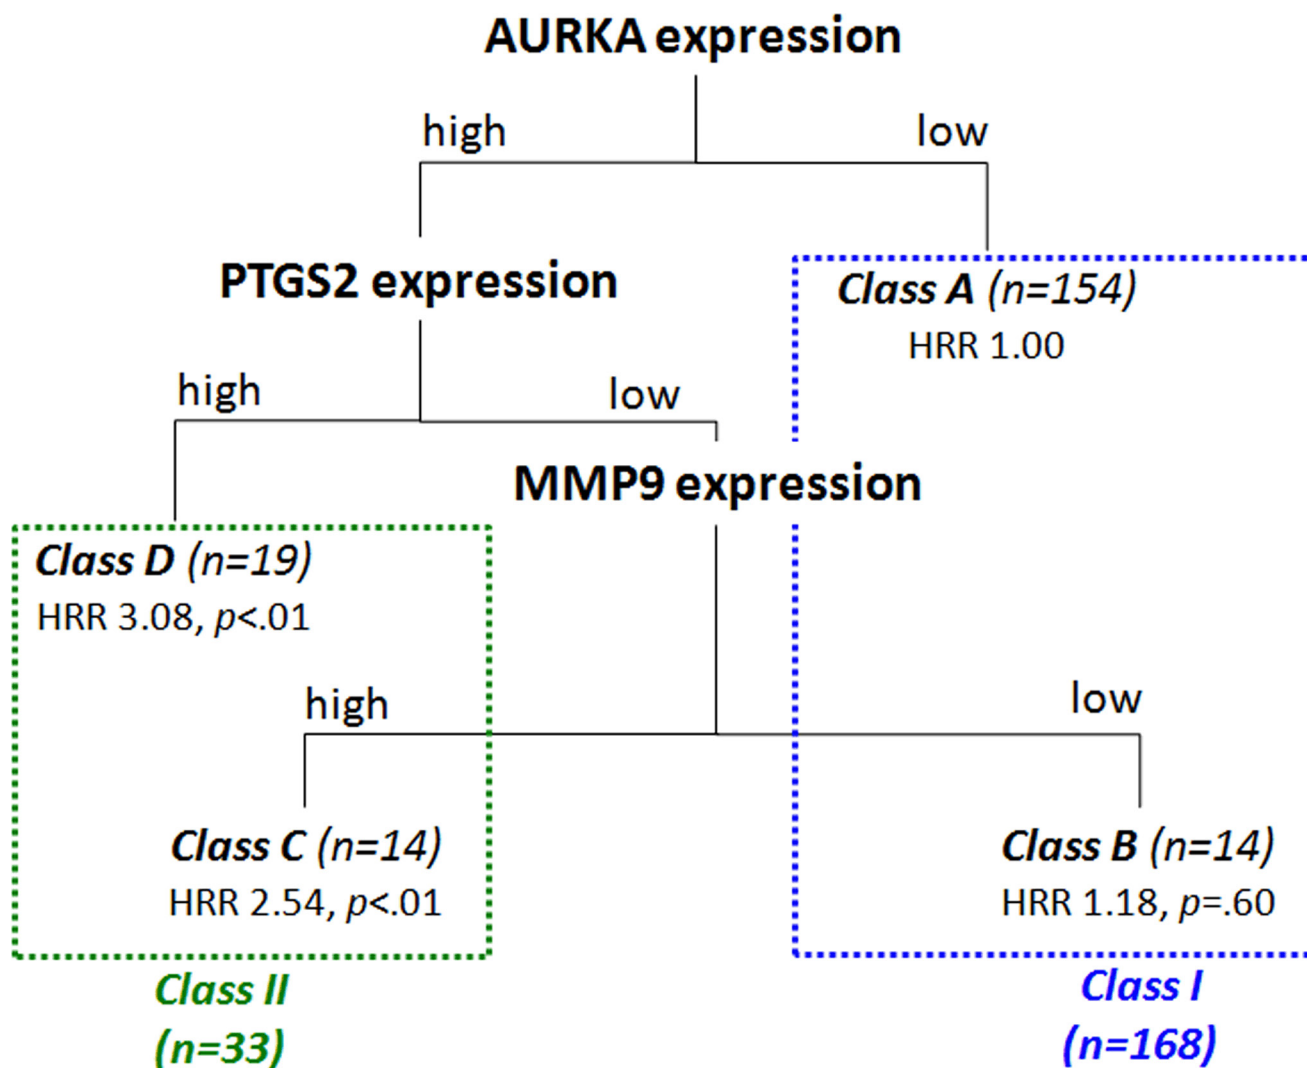 AURKA expression
high
low
PTGS2 expression
Class A (n=154)
HRR 1.00
high
low
MMP9 expression
Class D (n=19)
HRR 3.08, p<.01
high
low
Class C (n=14)
HRR 2.54, p<.01
Class B (n=14)
HRR 1.18, p=.60
Class II
(n=33)
Class I
(n=168)